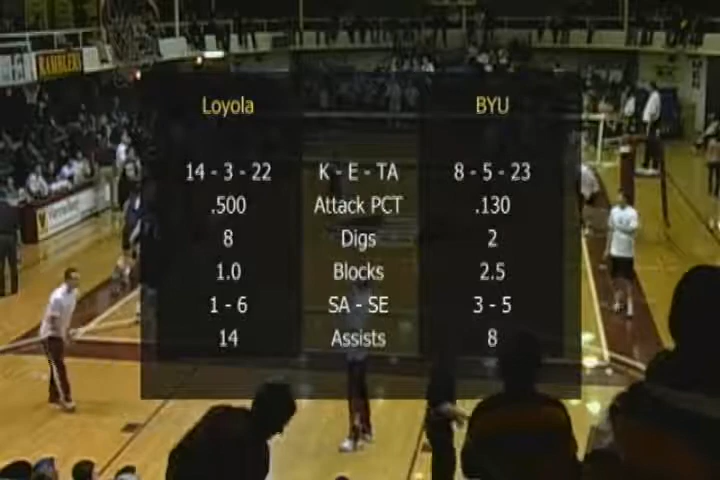 RAMBLERS
Loyola BYU
14 - 3 - 22 K - E - TA 8 - 5 - 23
.500 Attack PCT .130
8 Digs 2
1.0 Blocks 2.5
1 - 6 SA - SE 3 - 5
14 Assists 8